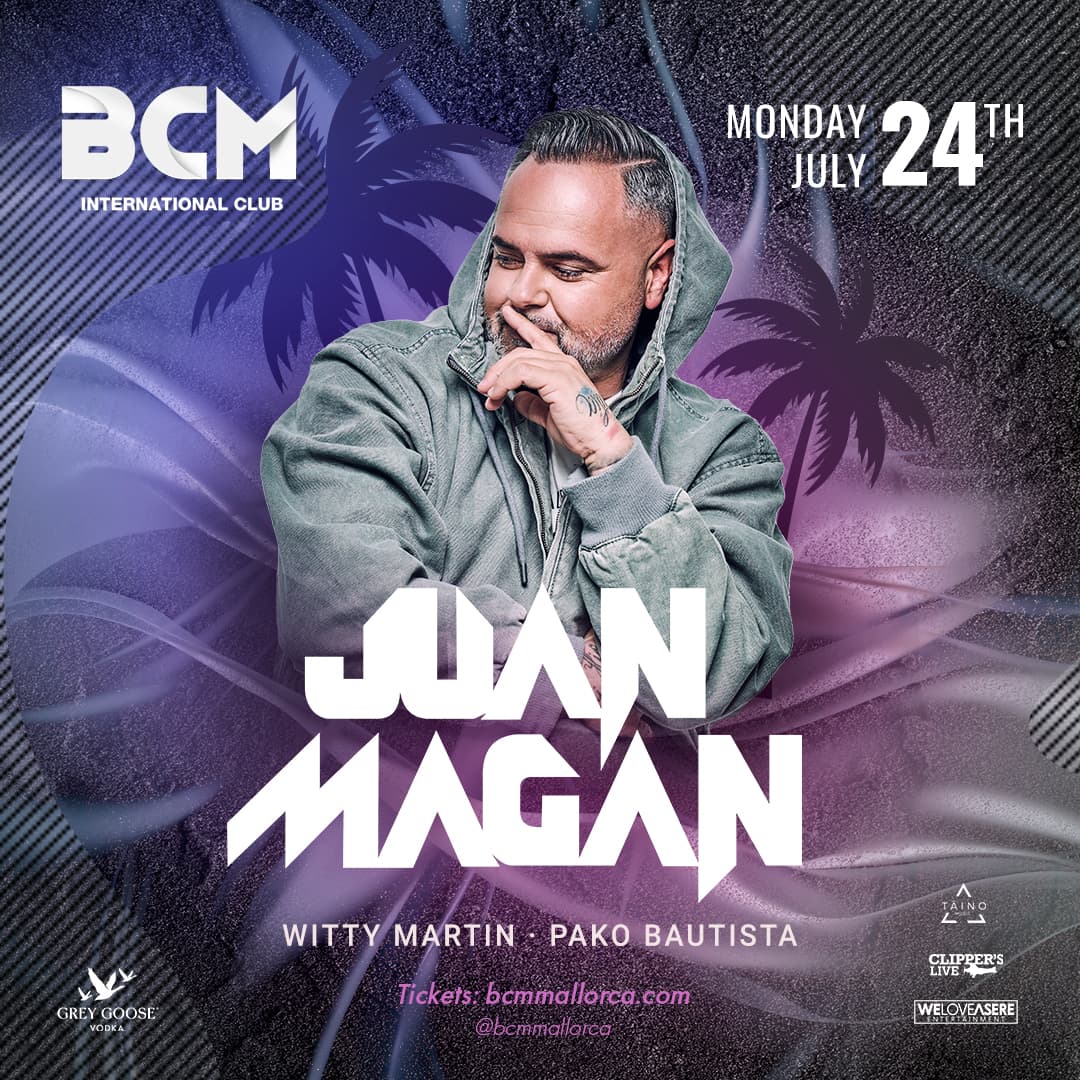 BCM
INTERNATIONAL CLUB
MONDAY
JULY
24TH
JUAN
MAGAN
WITTY MARTIN · PAKO BAUTISTA
Tickets: bcmmallorca.com
@bcmmallorca
GREY GOOSE
VODKA
TAINO
CLIPPER'S
LIVE
WELOVEASERE
ENTERTAINMENT